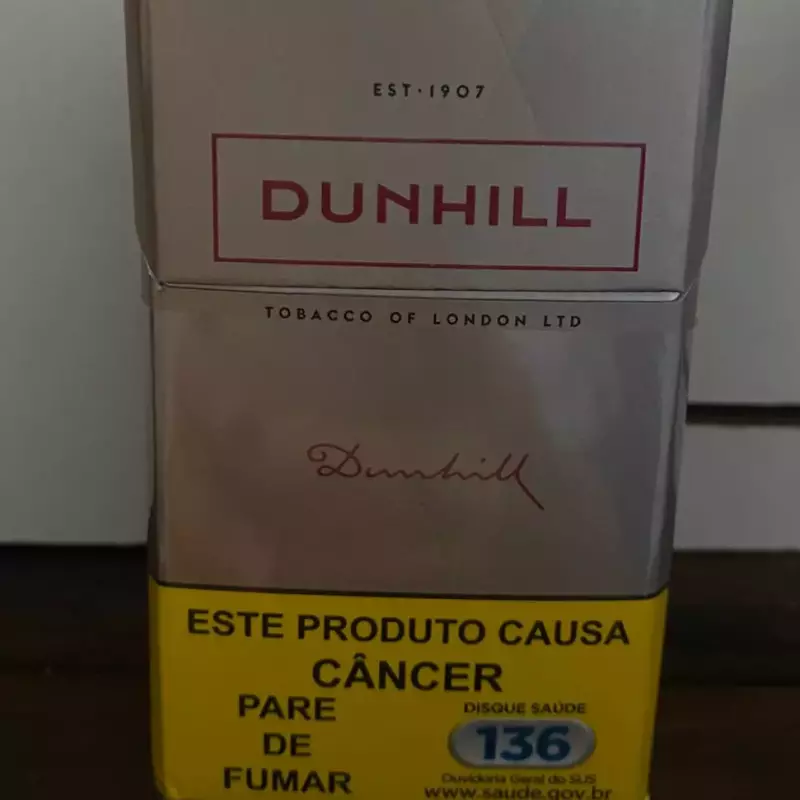 EST·1907
DUNHILL
TOBACCO OF LONDON LTD
Dunhill
ESTE PRODUTO CAUSA
CÂNCER
PARE
DE
FUMAR
DISQUE SAÚDE
136
Ouvidoria Geral do SUS
www.saude.gov.br